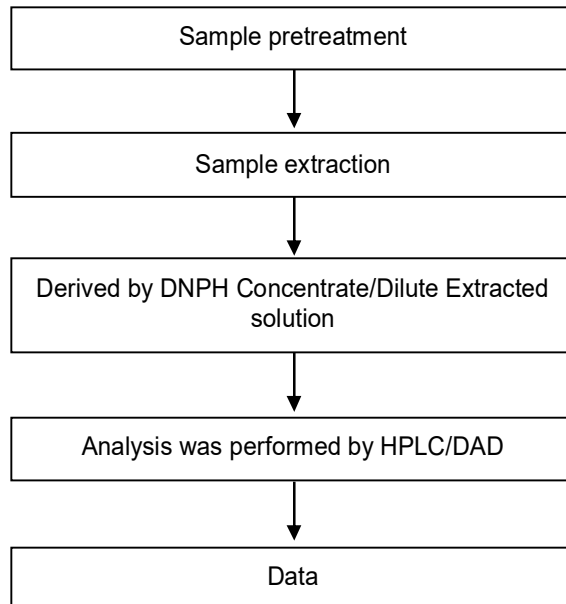 Sample pretreatment
Sample extraction
Derived by DNPH Concentrate/Dilute Extracted
solution
Analysis was performed by HPLC/DAD
Data